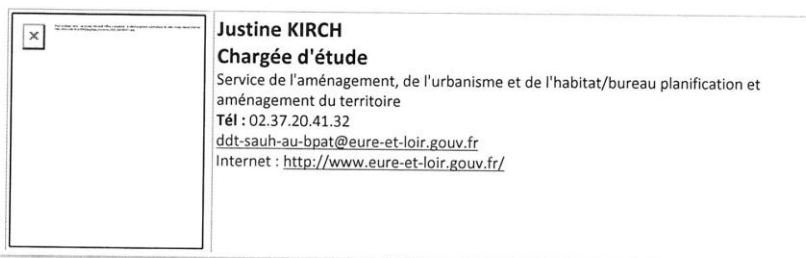 Justine KIRCH
Chargée d'étude
Service de l'aménagement, de l'urbanisme et de l'habitat/bureau planification et
aménagement du territoire
Tél : 02.37.20.41.32
ddt-sauh-au-bpat@eure-et-loir.gouv.fr
Internet : http://www.eure-et-loir.gouv.fr/